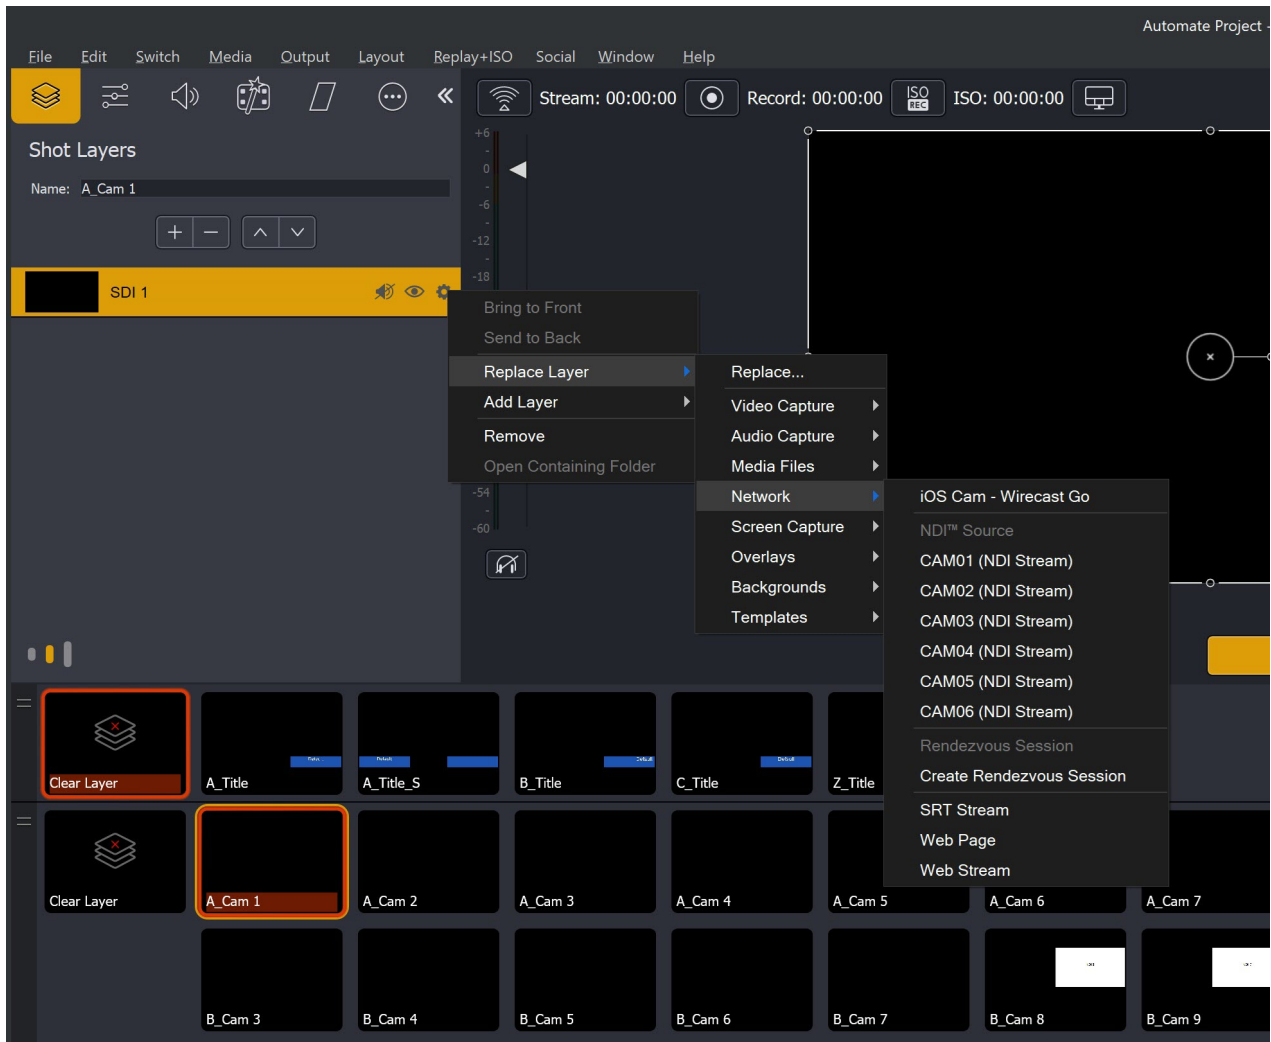 Automate Project -
File Edit Switch Media Output Layout Replay+ISO Social Window Help
Stream: 00:00:00 Record: 00:00:00 ISO REC ISO: 00:00:00
Shot Layers
Name: A_Cam 1
+6
-
0
-
-6
-
-12
-
-18
SDI 1
Bring to Front
Send to Back
Replace Layer
Add Layer
Remove
Open Containing Folder
-54
-
-60
Replace...
Video Capture
Audio Capture
Media Files
Network
Screen Capture
Overlays
Backgrounds
Templates
iOS Cam - Wirecast Go
NDI™ Source
CAM01 (NDI Stream)
CAM02 (NDI Stream)
CAM03 (NDI Stream)
CAM04 (NDI Stream)
CAM05 (NDI Stream)
CAM06 (NDI Stream)
Rendezvous Session
Create Rendezvous Session
SRT Stream
Web Page
Web Stream
Default Default Default
Clear Layer A_Title A_Title_S B_Title C_Title Z_Title
Clear Layer A_Cam 1 A_Cam 2 A_Cam 3 A_Cam 4 A_Cam 5 A_Cam 6 A_Cam 7
B_Cam 3 B_Cam 4 B_Cam 5 B_Cam 6 B_Cam 7 B_Cam 8 B_Cam 9